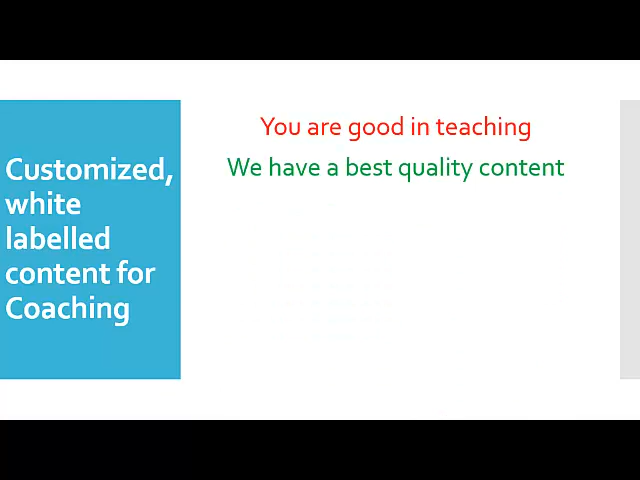 Customized,
white
labelled
content for
Coaching
You are good in teaching
We have a best quality content